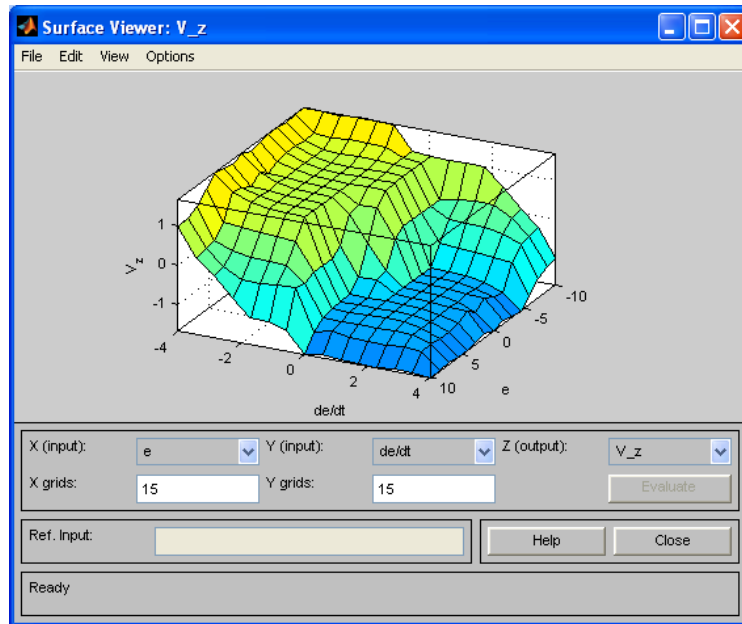 Surface Viewer: V_z
File Edit View Options
1
0
-1
V_z
-4
-2
0
2
4
de/dt
10
5
0
-5
-10
e
X (input): e Y (input): de/dt Z (output): V_z
X grids: 15 Y grids: 15 Evaluate
Ref. Input: Help Close
Ready